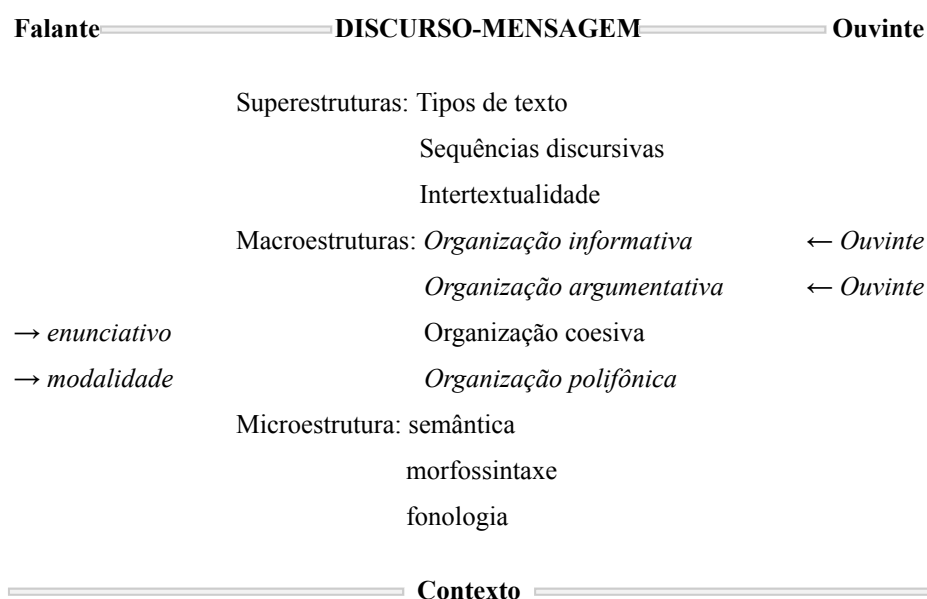 Falante DISCURSO-MENSAGEM Ouvinte
Superestruturas: Tipos de texto
Sequências discursivas
Intertextualidade
Macroestruturas: Organização informativa ← Ouvinte
Organização argumentativa ← Ouvinte
→ enunciativo Organização coesiva
→ modalidade Organização polifônica
Microestrutura: semântica
morfossintaxe
fonologia
Contexto